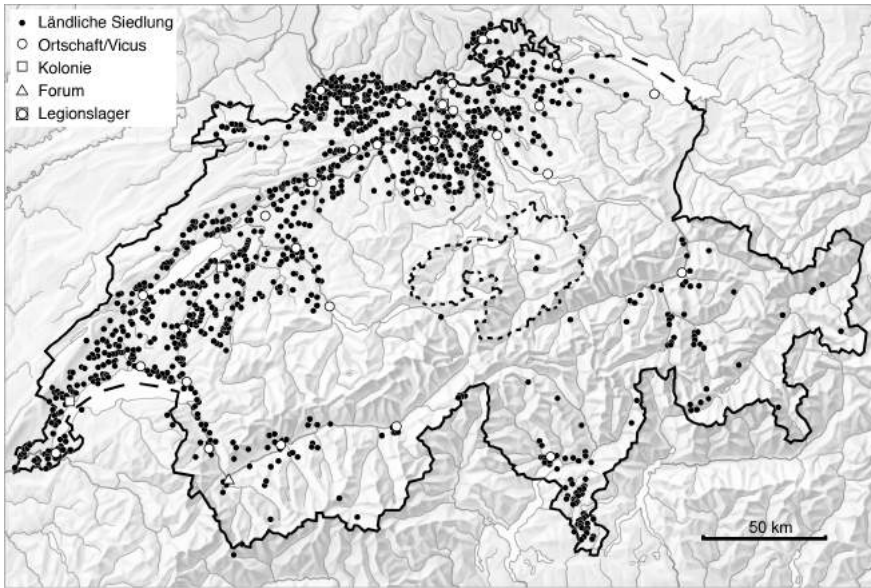 Ländliche Siedlung
Ortschaft/Vicus
Kolonie
Forum
Legionslager
50 km